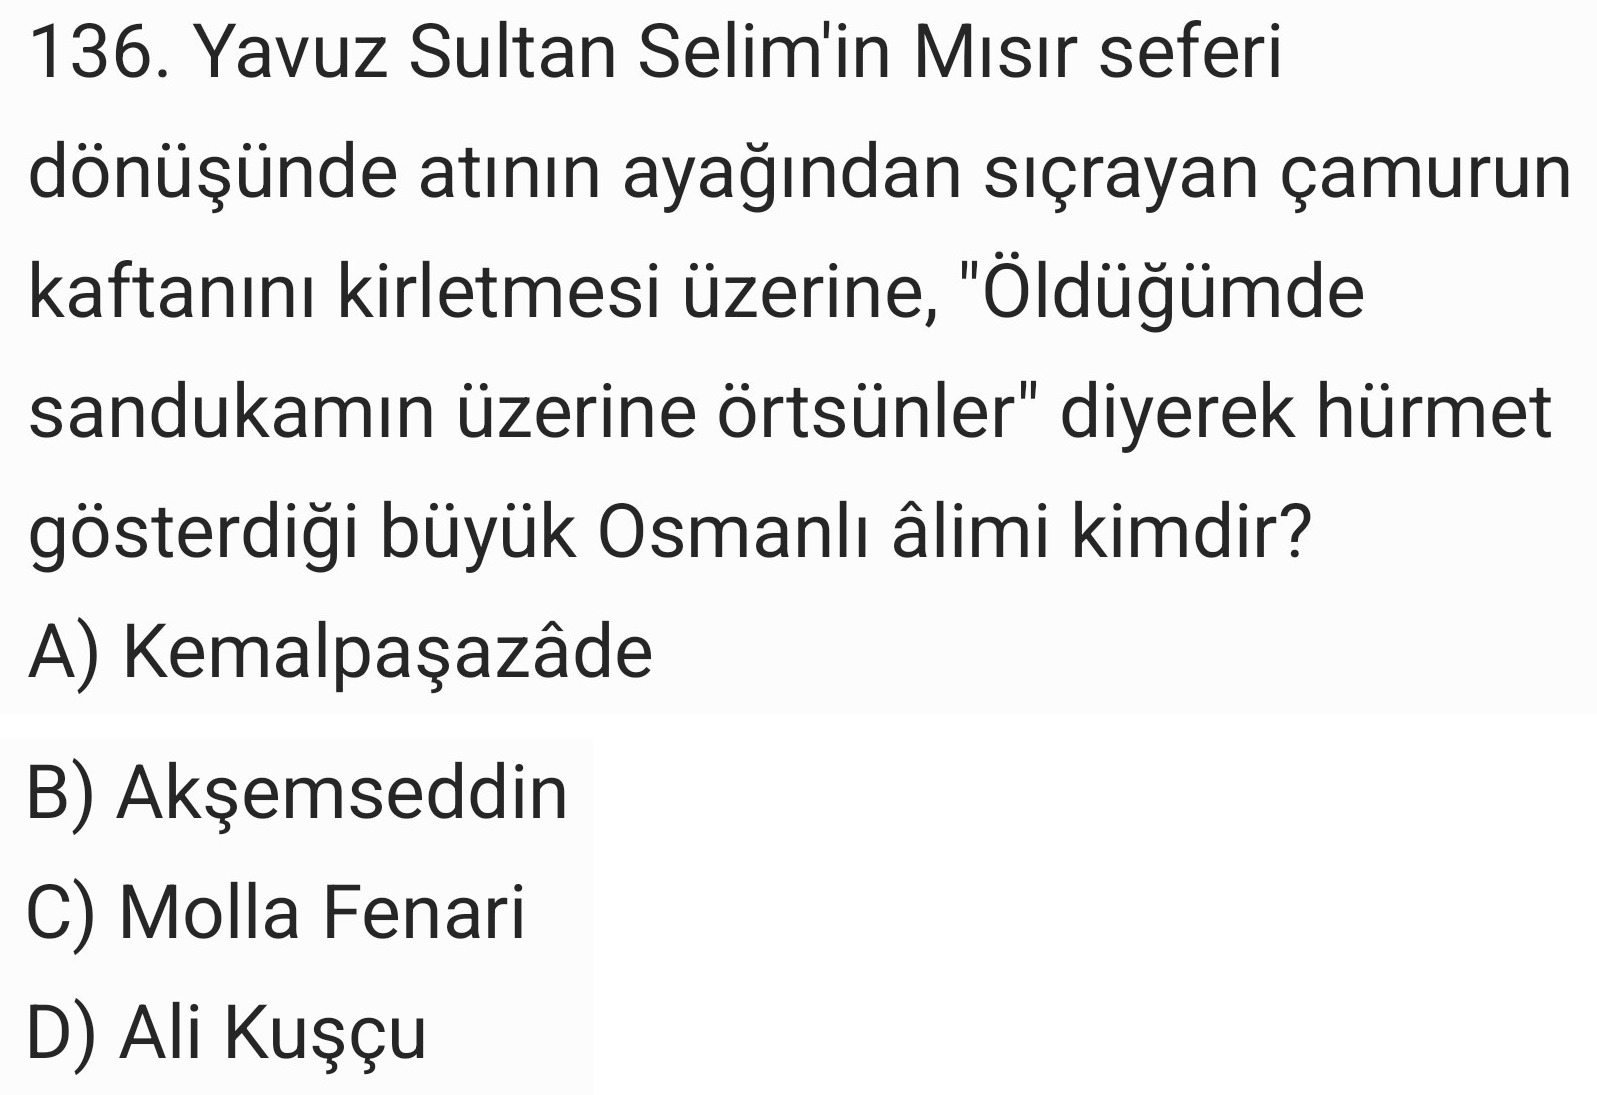 136. Yavuz Sultan Selim'in Mısır seferi
dönüşünde atının ayağından sıçrayan çamurun
kaftanını kirletmesi üzerine, "Öldüğümde
sandukamın üzerine örtsünler" diyerek hürmet
gösterdiği büyük Osmanlı âlimi kimdir?
A) Kemalpaşazâde
B) Akşemseddin
C) Molla Fenari
D) Ali Kuşçu